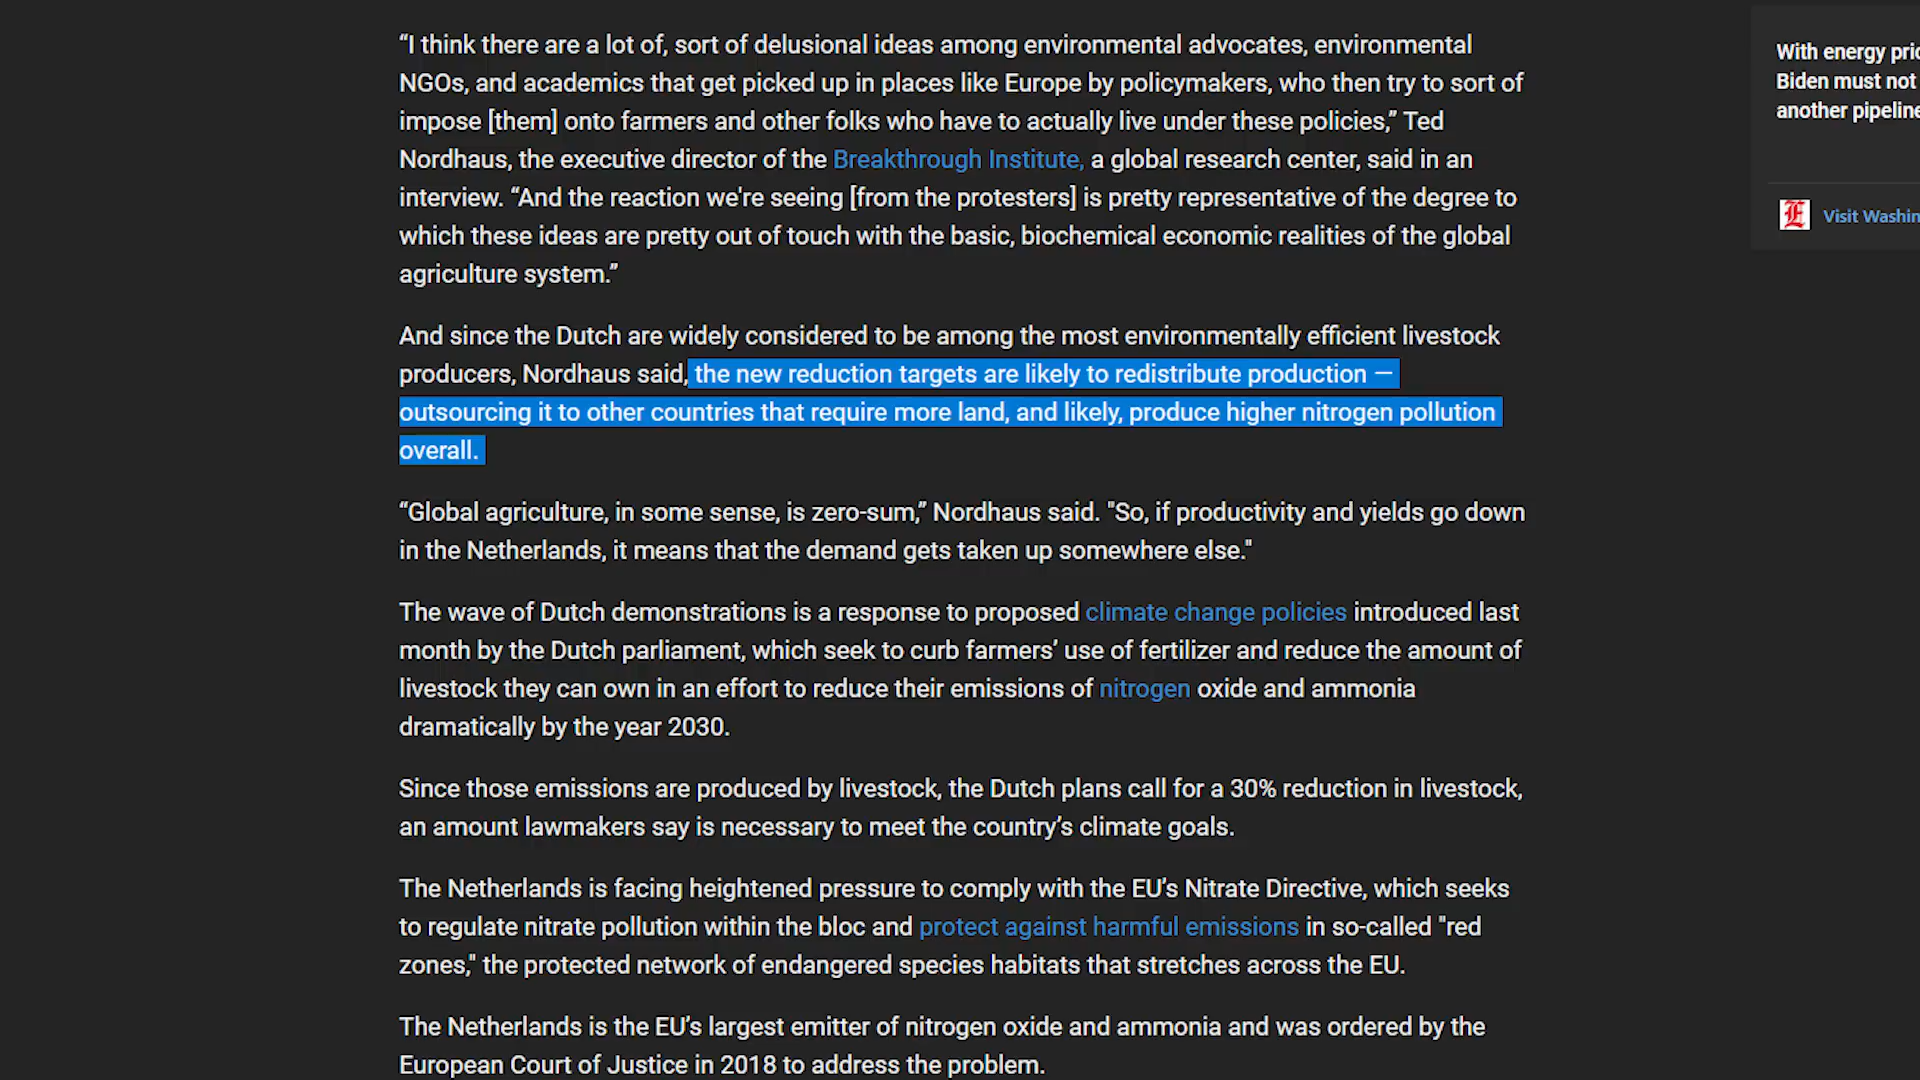 “I think there are a lot of, sort of delusional ideas among environmental advocates, environmental
NGOs, and academics that get picked up in places like Europe by policymakers, who then try to sort of
impose [them] onto farmers and other folks who have to actually live under these policies,” Ted
Nordhaus, the executive director of the Breakthrough Institute, a global research center, said in an
interview. “And the reaction we're seeing [from the protesters] is pretty representative of the degree to
which these ideas are pretty out of touch with the basic, biochemical economic realities of the global
agriculture system.”
And since the Dutch are widely considered to be among the most environmentally efficient livestock
producers, Nordhaus said, the new reduction targets are likely to redistribute production —
outsourcing it to other countries that require more land, and likely, produce higher nitrogen pollution
overall.
“Global agriculture, in some sense, is zero-sum,” Nordhaus said. "So, if productivity and yields go down
in the Netherlands, it means that the demand gets taken up somewhere else."
The wave of Dutch demonstrations is a response to proposed climate change policies introduced last
month by the Dutch parliament, which seek to curb farmers’ use of fertilizer and reduce the amount of
livestock they can own in an effort to reduce their emissions of nitrogen oxide and ammonia
dramatically by the year 2030.
Since those emissions are produced by livestock, the Dutch plans call for a 30% reduction in livestock,
an amount lawmakers say is necessary to meet the country’s climate goals.
The Netherlands is facing heightened pressure to comply with the EU’s Nitrate Directive, which seeks
to regulate nitrate pollution within the bloc and protect against harmful emissions in so-called "red
zones," the protected network of endangered species habitats that stretches across the EU.
The Netherlands is the EU’s largest emitter of nitrogen oxide and ammonia and was ordered by the
European Court of Justice in 2018 to address the problem.
With energy
Biden must not
another
E
Visit